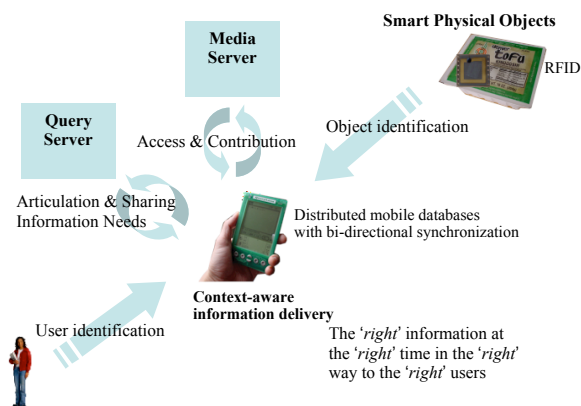 Smart Physical Objects
Media
Server
tofu
RFID
Query
Server
Object identification
Access & Contribution
Articulation & Sharing
Information Needs
Distributed mobile databases
with bi-directional synchronization
Context-aware
information delivery
User identification
The ‘right’ information at
the ‘right’ time in the ‘right’
way to the ‘right’ users